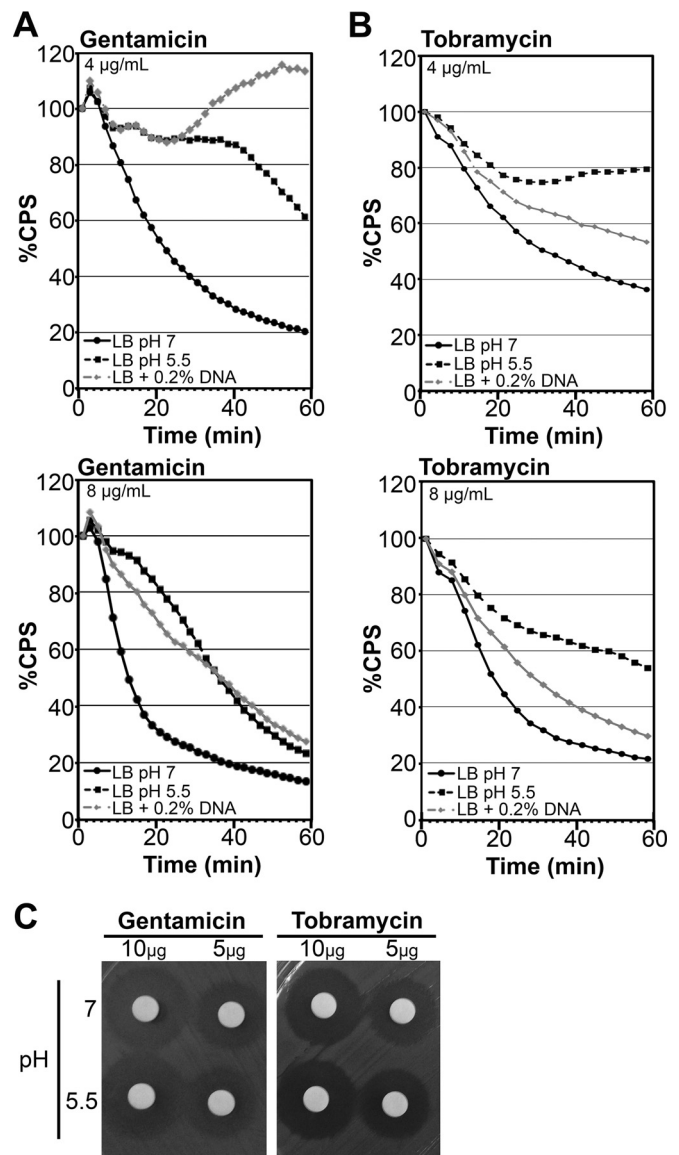 A
Gentamicin
4 µg/mL
120
100
80
60
40
20
0
%CPS
LB pH 7
LB pH 5.5
LB + 0.2% DNA
0 20 40 60
Time (min)
B
Tobramycin
4 µg/mL
120
100
80
60
40
20
0
%CPS
LB pH 7
LB pH 5.5
LB + 0.2% DNA
0 20 40 60
Time (min)
Gentamicin
8 µg/mL
120
100
80
60
40
20
0
%CPS
LB pH 7
LB pH 5.5
LB + 0.2% DNA
0 20 40 60
Time (min)
Tobramycin
8 µg/mL
120
100
80
60
40
20
0
%CPS
LB pH 7
LB pH 5.5
LB + 0.2% DNA
0 20 40 60
Time (min)
C
Gentamicin Tobramycin
10µg 5µg 10µg 5µg
7
pH
5.5